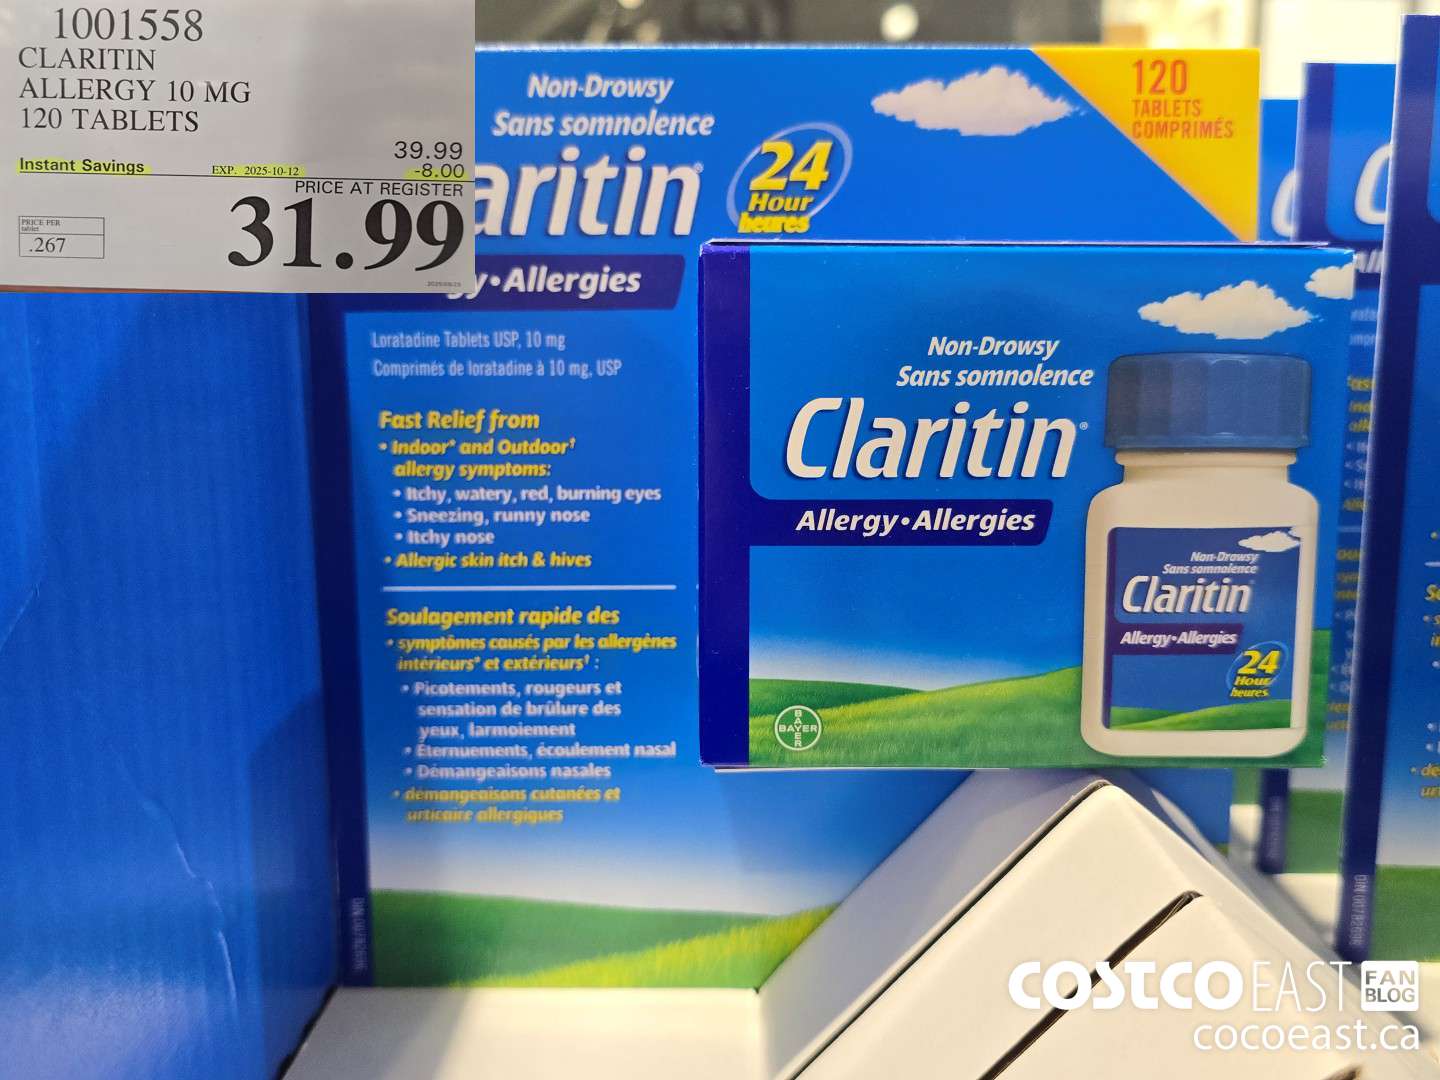 1001558
CLARITIN
ALLERGY 10 MG
120 TABLETS
39.99
Instant Savings EXP. 2025-10-12 -8.00
PRICE AT REGISTER
31.99
PRICE PER
tablet
.267
Non-Drowsy
Sans somnolence
aritin
24
Hour
heures
120
TABLETS
COMPRIMÉS
y•Allergies
Loratadine Tablets USP, 10 mg
Comprimés de loratadine à 10 mg, USP
Fast Relief from
• Indoor* and Outdoor†
allergy symptoms:
• Itchy, watery, red, burning eyes
• Sneezing, runny nose
• Itchy nose
• Allergic skin itch & hives
Soulagement rapide des
• symptômes causés par les allergènes
intérieurs* et extérieurs† :
• Picotements, rougeurs et
sensation de brûlure des
yeux, larmoiement
• Éternuements, écoulement nasal
• Démangeaisons nasales
• démangeaisons cutanées et
urticaire allergiques
Non-Drowsy
Sans somnolence
Claritin®
Allergy•Allergies
BAYER
BAYER
Non-Drowsy
Sans somnolence
Claritin
Allergy•Allergies
24
Hour
heures
COSTCO EAST FAN BLOG
cocoeast.ca